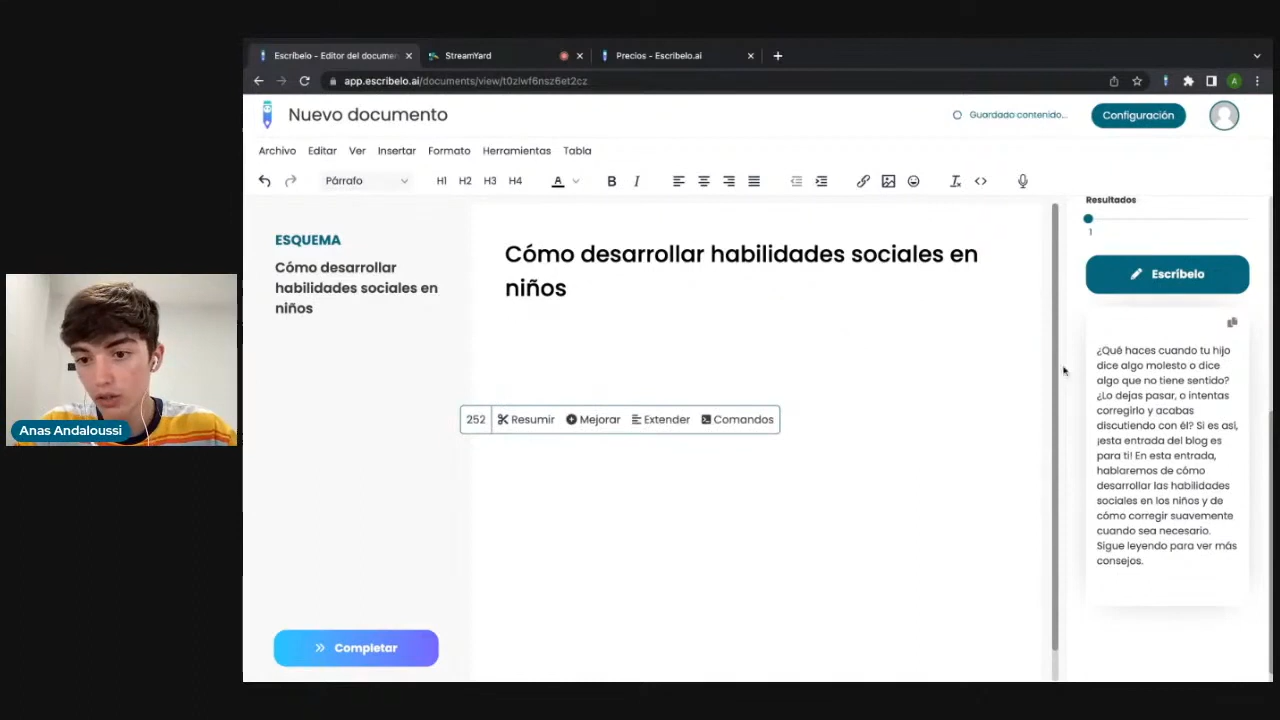 Escríbelo - Editor del documen
StreamYard
Precios - Escribelo.ai
app.escribelo.ai/documents/view/t0zlwf6nsz6et2cz
A
Nuevo documento
Guardado contenido...
Configuración
Archivo Editar Ver Insertar Formato Herramientas Tabla
Párrafo
H1 H2 H3 H4
A
B I
ESQUEMA
Cómo desarrollar
habilidades sociales en
niños
Cómo desarrollar habilidades sociales en
niños
252 Resumir Mejorar Extender Comandos
Completar
Resultados
1
Escríbelo
¿Qué haces cuando tu hijo
dice algo molesto o dice
algo que no tiene sentido?
¿Lo dejas pasar, o intentas
corregirlo y acabas
discutiendo con él? Si es así,
¡esta entrada del blog es
para ti! En esta entrada,
hablaremos de cómo
desarrollar las habilidades
sociales en los niños y de
cómo corregir suavemente
cuando sea necesario.
Sigue leyendo para ver más
consejos.
Anas Andaloussi